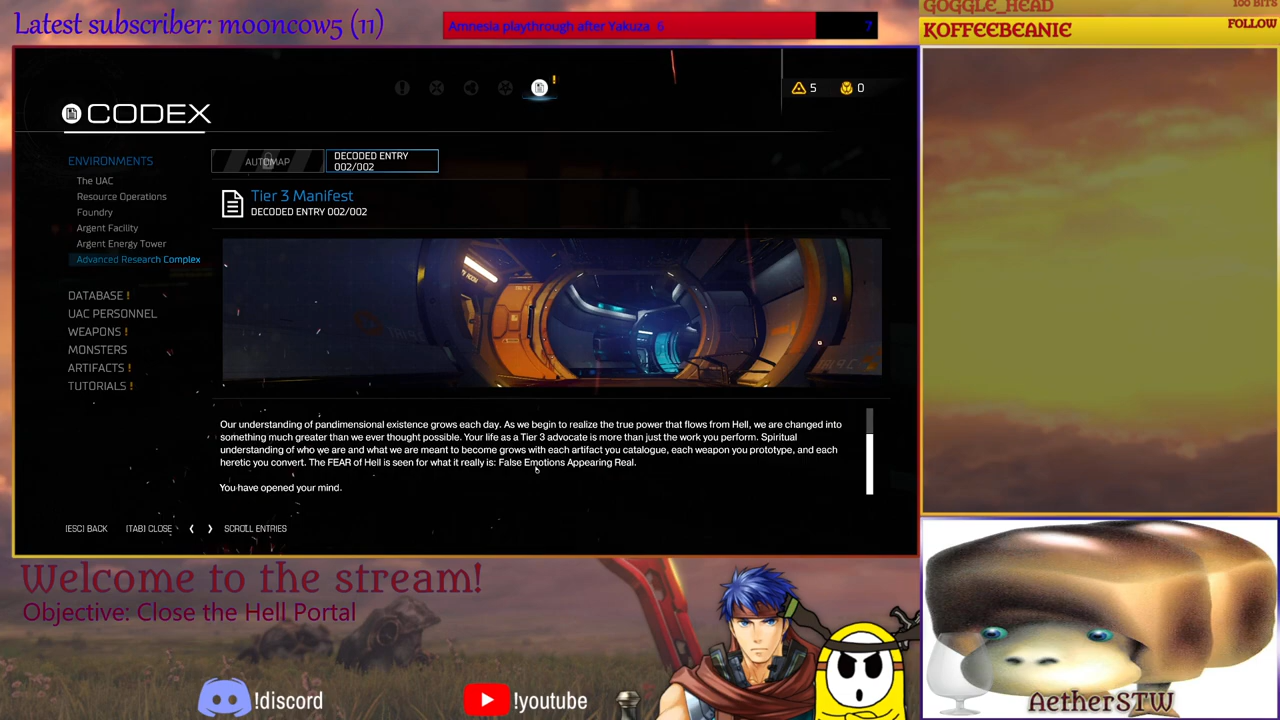 Latest subscriber: mooncow5 (11)
Amnesia playthrough after Yakuza 6
7
GOGGLE_HEAD
100 BITS
KOFFEEBEANIE
FOLLOW
5
0
CODEX
ENVIRONMENTS
The UAC
Resource Operations
Foundry
Argent Facility
Argent Energy Tower
Advanced Research Complex
DATABASE !
UAC PERSONNEL
WEAPONS !
MONSTERS
ARTIFACTS !
TUTORIALS !
AUTOMAP
DECODED ENTRY
002/002
Tier 3 Manifest
DECODED ENTRY 002/002
Our understanding of pandimensional existence grows each day. As we begin to realize the true power that flows from Hell, we are changed into
something much greater than we ever thought possible. Your life as a Tier 3 advocate is more than just the work you perform. Spiritual
understanding of who we are and what we are meant to become grows with each artifact you catalogue, each weapon you prototype, and each
heretic you convert. The FEAR of Hell is seen for what it really is: False Emotions Appearing Real.
You have opened your mind.
[ESC] BACK
[TAB] CLOSE
SCROLL ENTRIES
Welcome to the stream!
Objective: Close the Hell Portal
!discord
!youtube
AetherSTW